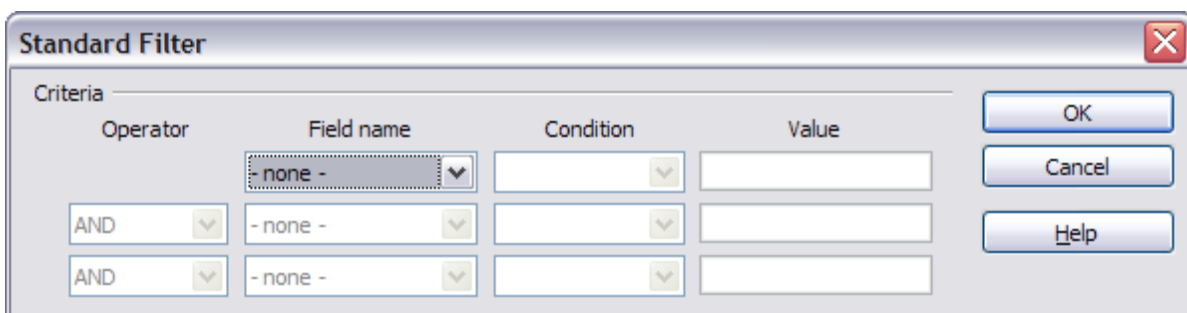 Standard Filter
Criteria
Operator Field name Condition Value
OK
- none -
Cancel
AND - none -
Help
AND - none -